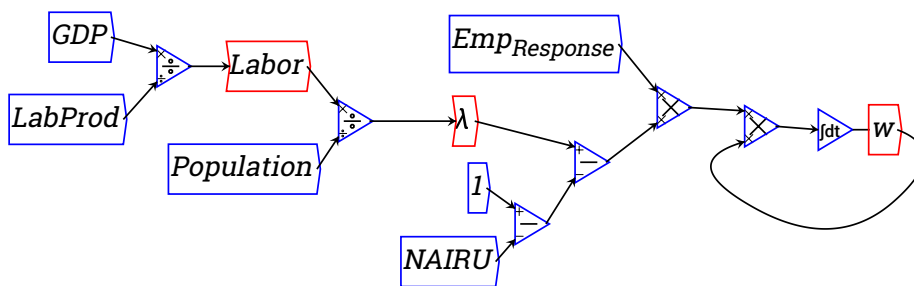 GDP
LabProd
×
÷
÷
Labor
Population
×
÷
÷
λ
Emp_Response
1
NAIRU
+
−
−
+
−
−
×
×
×
×
×
×
∫dt
w